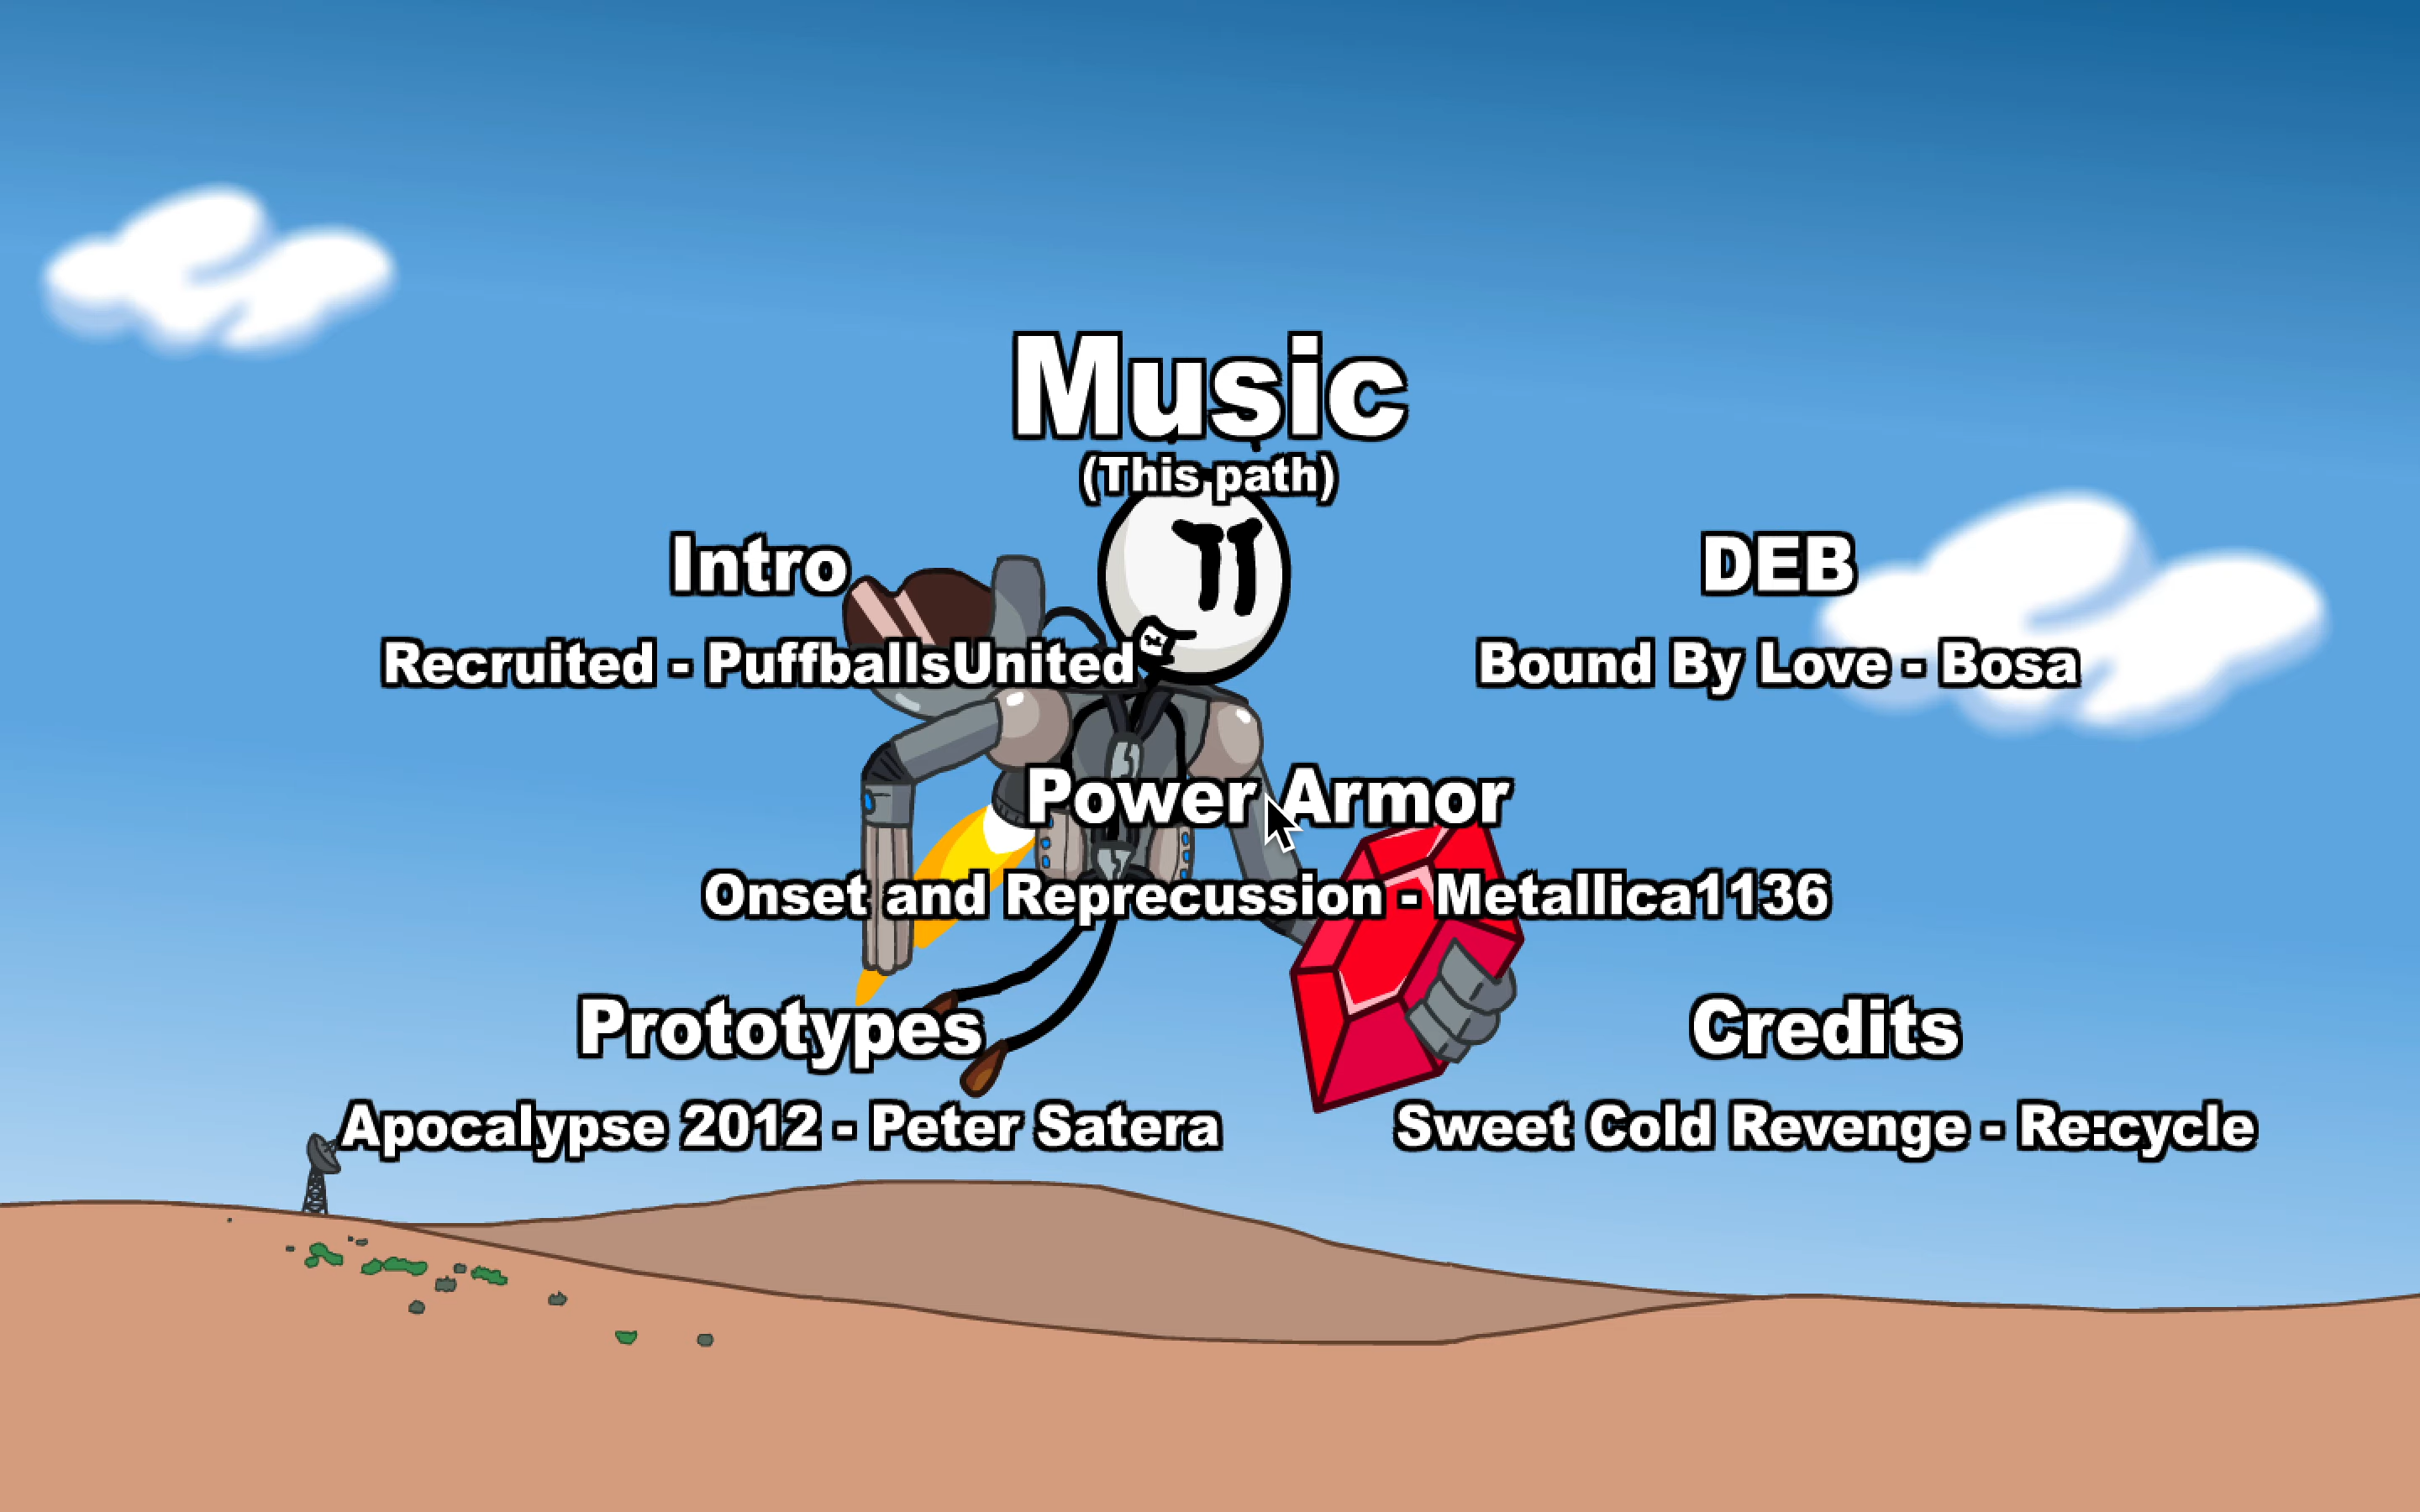 Music
(This path)
Intro
Recruited - PuffballsUnited
DEB
Bound By Love - Bosa
Power Armor
Onset and Reprecussion - Metallica1136
Prototypes
Apocalypse 2012 - Peter Satera
Credits
Sweet Cold Revenge - Re:cycle